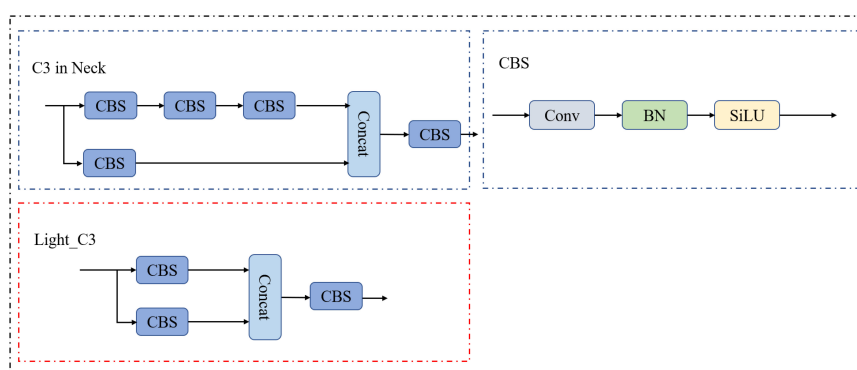 C3 in Neck
CBS
CBS
CBS
CBS
Concat
CBS
CBS
Conv
BN
SiLU
Light_C3
CBS
CBS
Concat
CBS